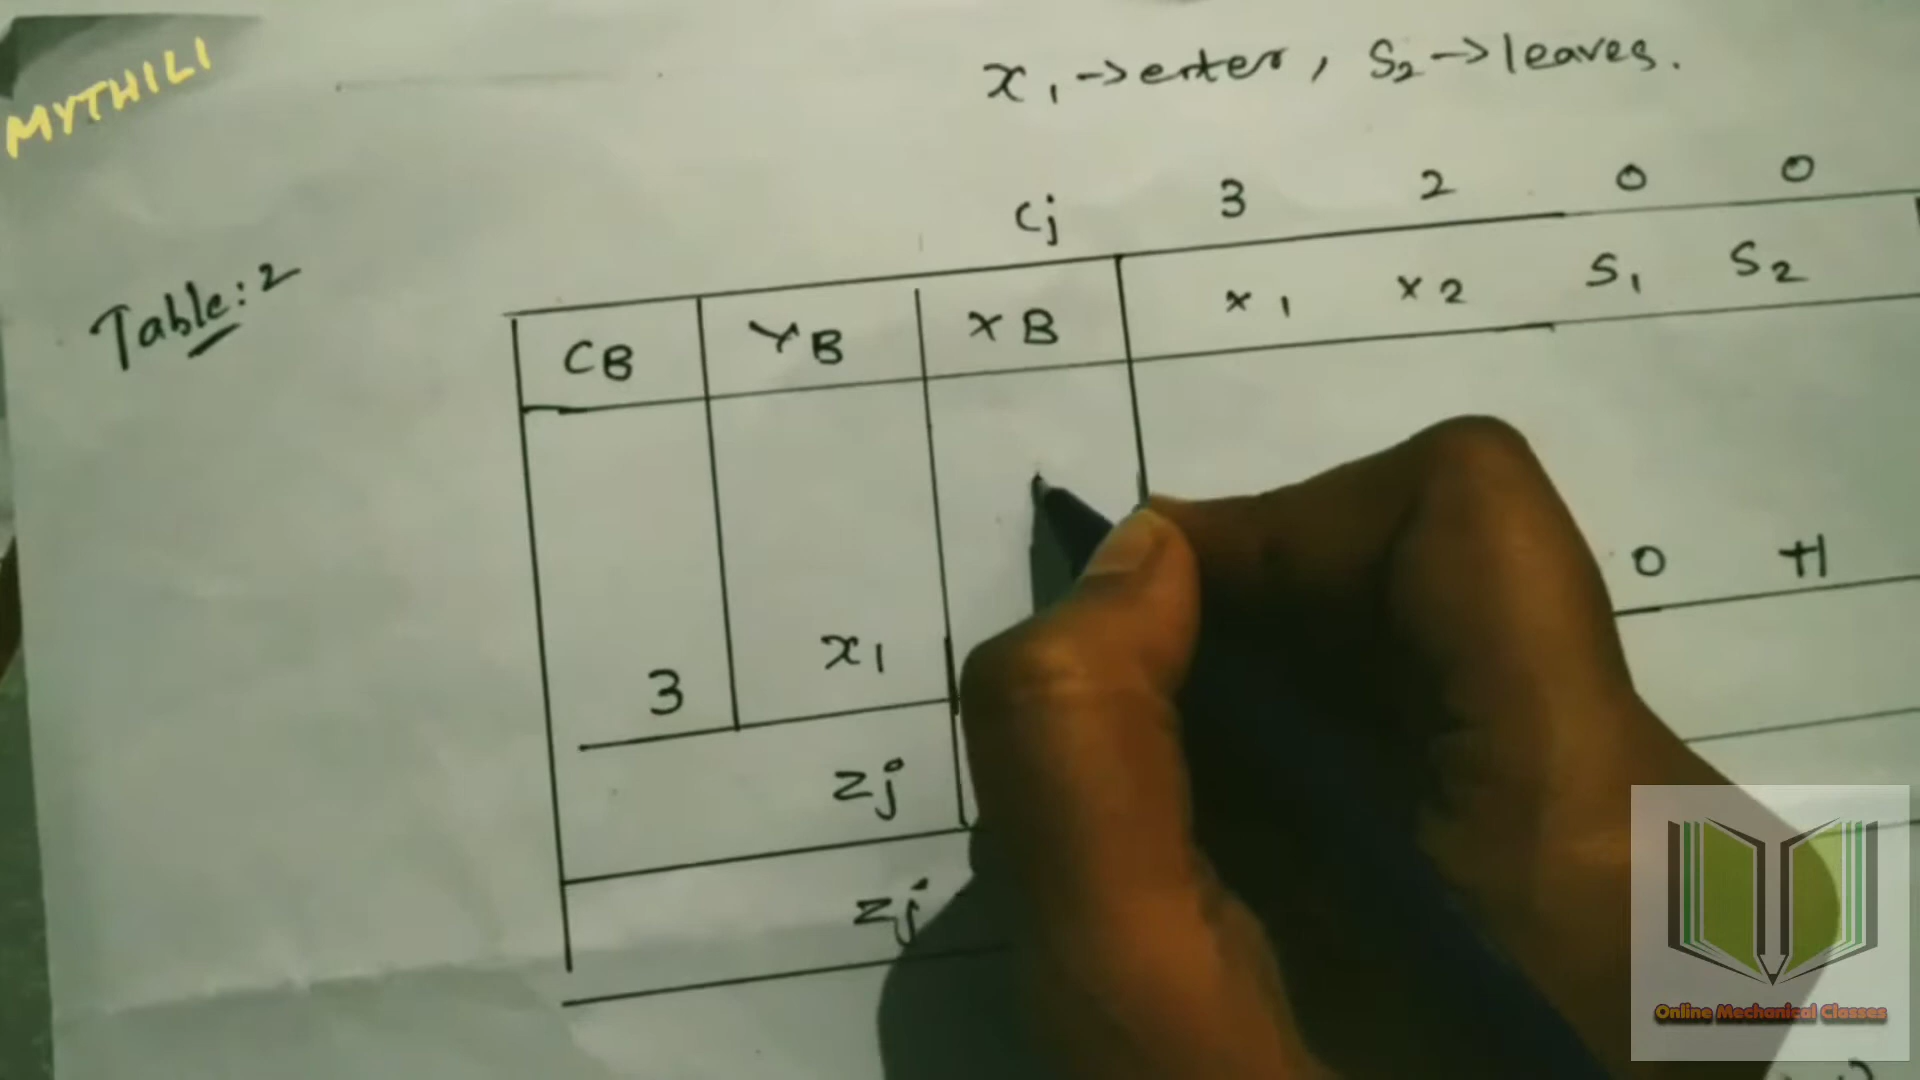 MYTHILI
x1 → enter, S2 → leaves.
Cj 3 2 0 0
Table: 2
CB YB XB x1 x2 S1 S2
0 +1
3 x1
Zj
Zj
Online Mechanical Classes